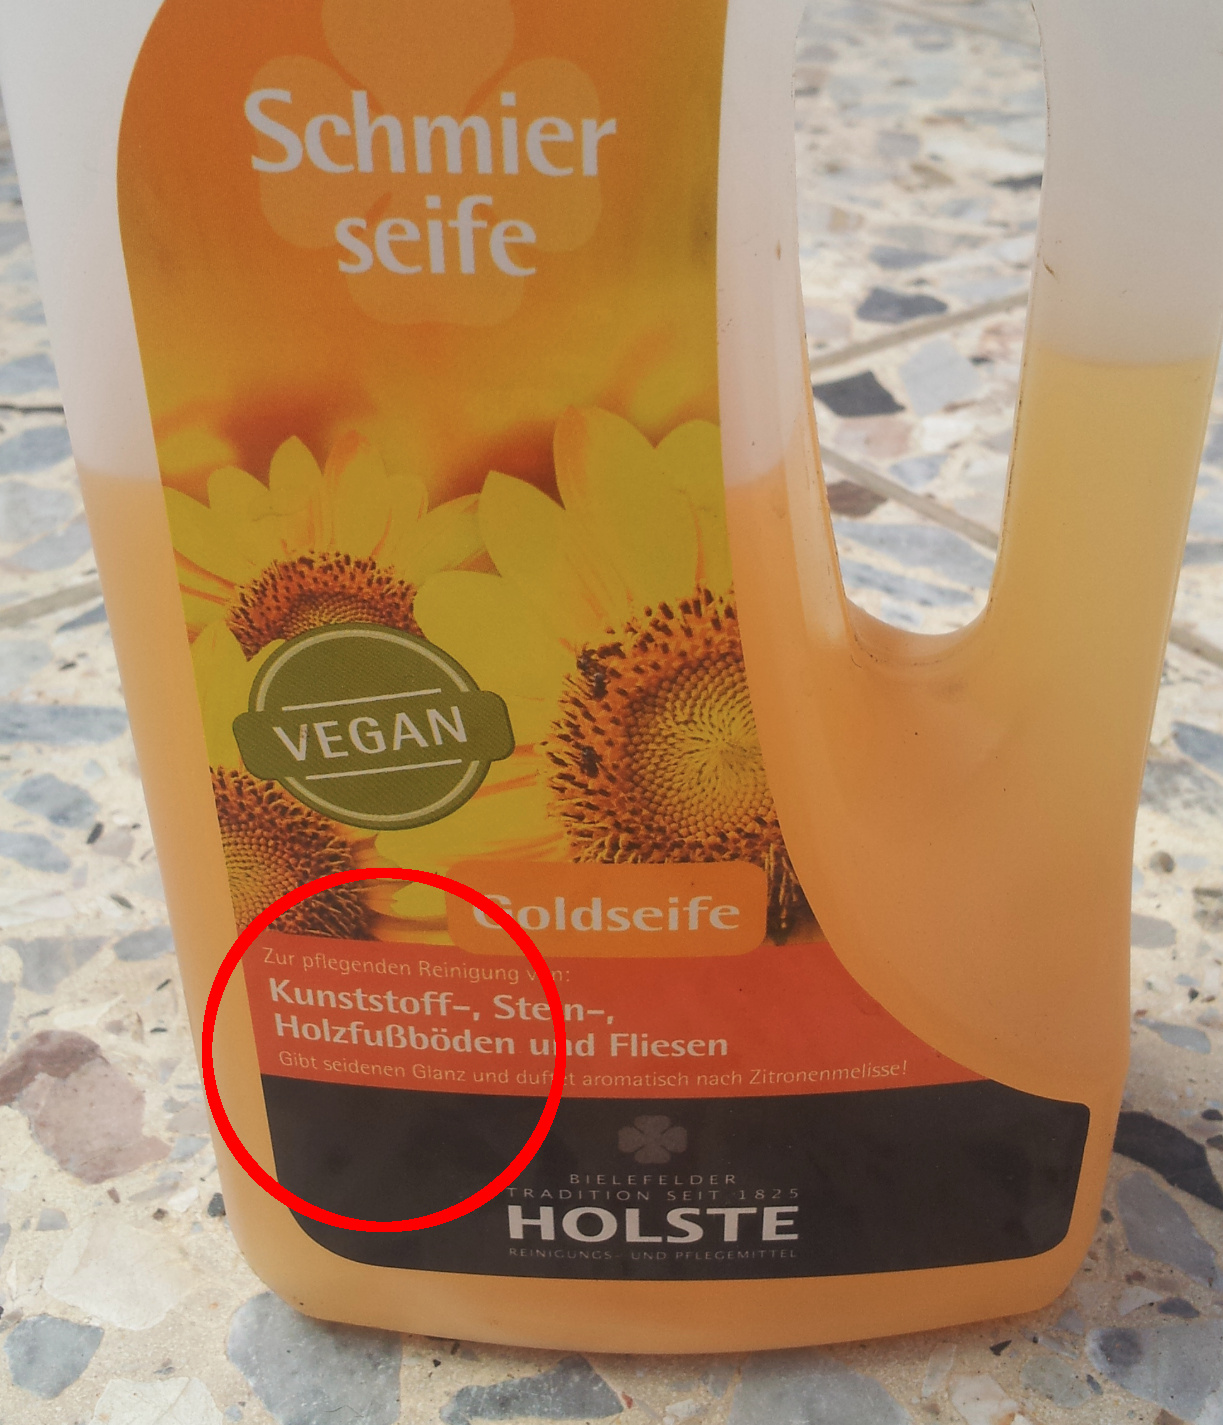 Schmier
seife
VEGAN
Goldseife
Zur pflegenden Reinigung von:
Kunststoff-, Stein-,
Holzfußböden und Fliesen
Gibt seidenen Glanz und duftet aromatisch nach Zitronenmelisse!
BIELEFELDER
TRADITION SEIT 1825
HOLSTE
REINIGUNGS- UND PFLEGEMITTEL